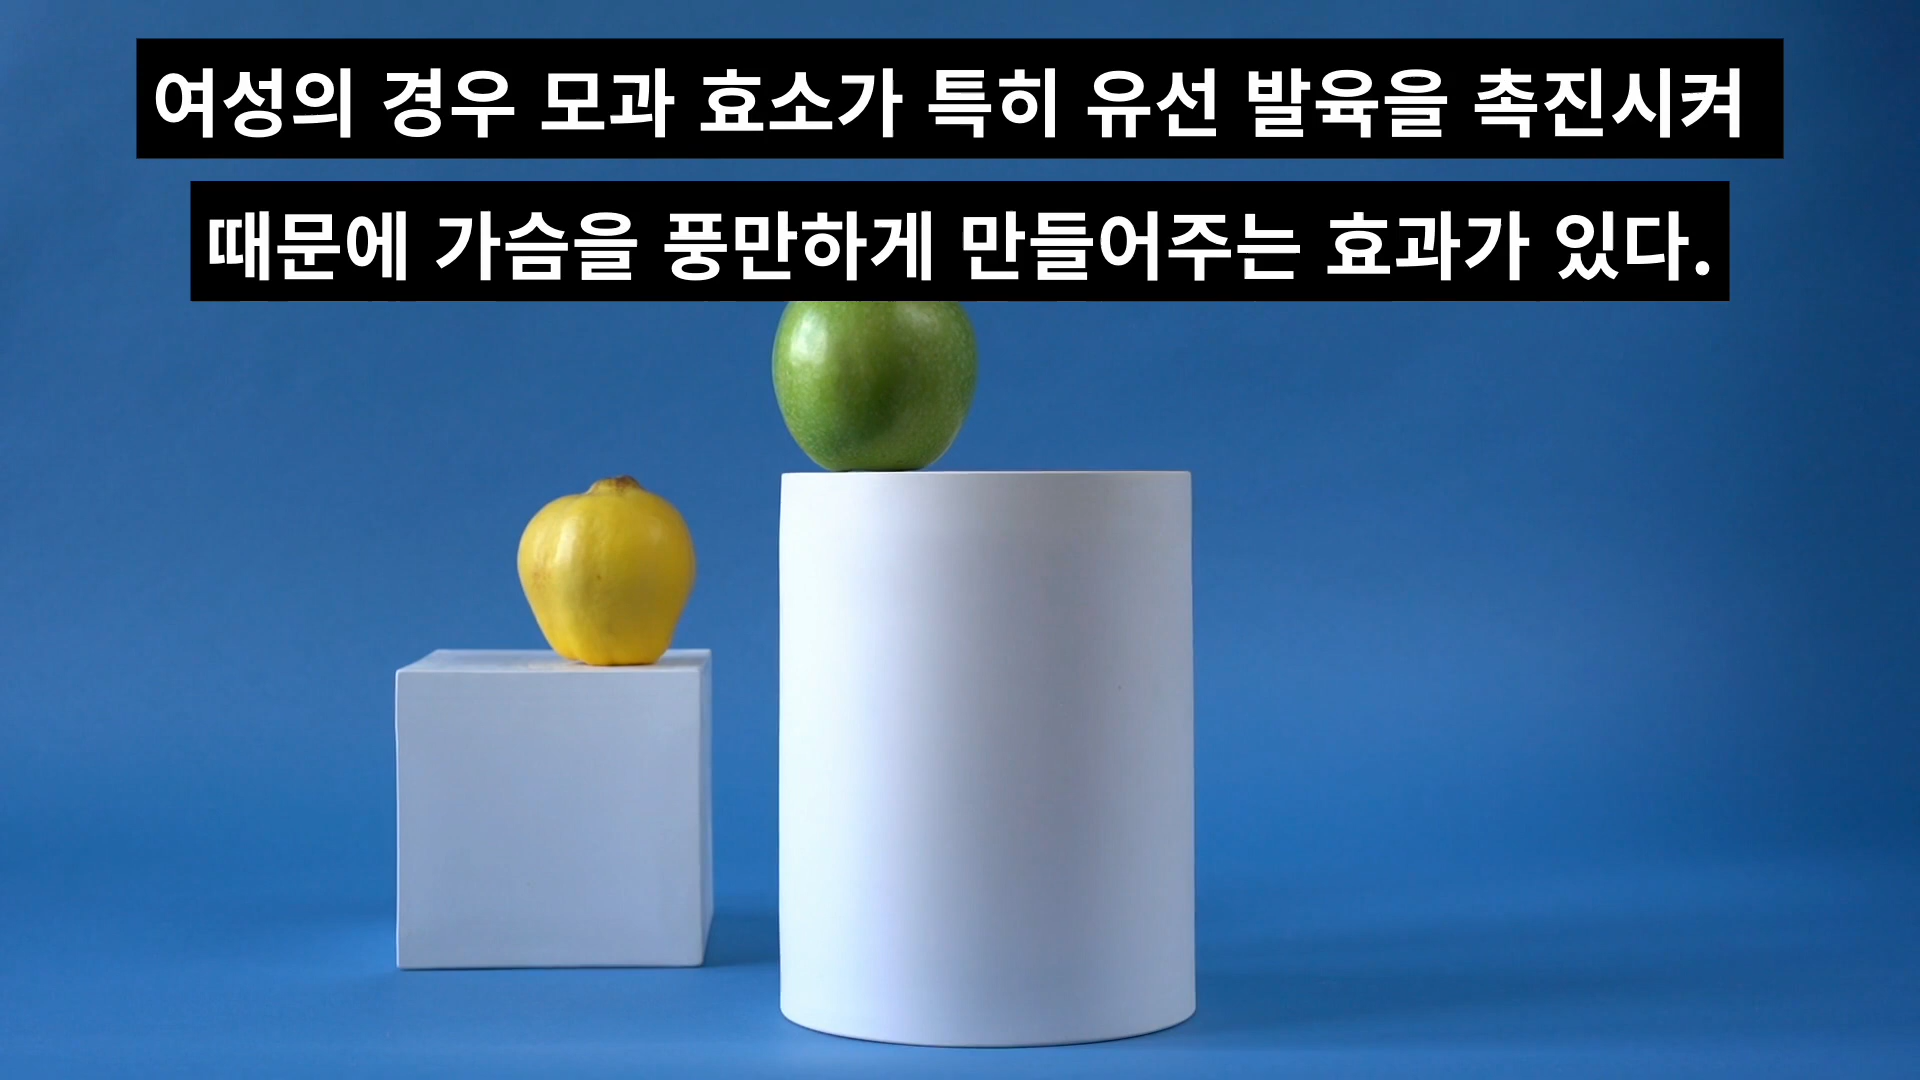 여성의 경우 모과 효소가 특히 유선 발육을 촉진시켜
때문에 가슴을 풍만하게 만들어주는 효과가 있다.